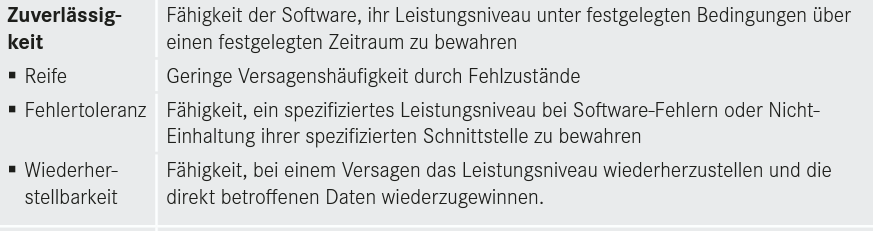 Zuverlässig- Fähigkeit der Software, ihr Leistungsniveau unter festgelegten Bedingungen über
keit einen festgelegten Zeitraum zu bewahren
▪ Reife Geringe Versagenshäufigkeit durch Fehlzustände
▪ Fehlertoleranz Fähigkeit, ein spezifiziertes Leistungsniveau bei Software-Fehlern oder Nicht-
Einhaltung ihrer spezifizierten Schnittstelle zu bewahren
▪ Wiederher- Fähigkeit, bei einem Versagen das Leistungsniveau wiederherzustellen und die
stellbarkeit direkt betroffenen Daten wiederzugewinnen.